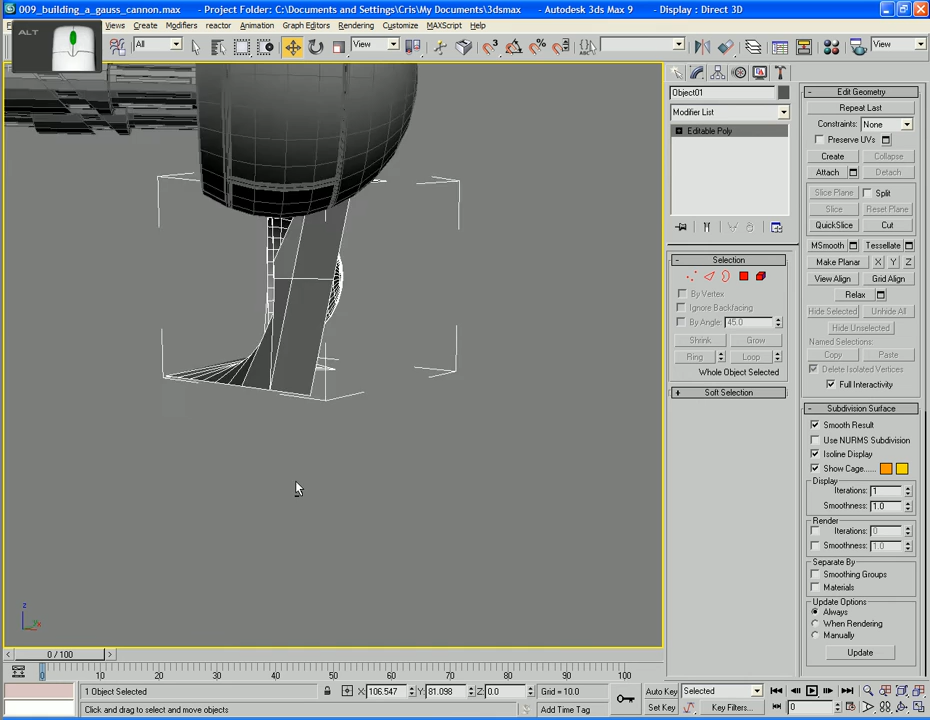 009_building_a_gauss_cannon.max - Project Folder: C:\Documents and Settings\Cris\My Documents\3dsmax - Autodesk 3ds Max 9 - Display : Direct 3D
ALT
Views Create Modifiers reactor Animation Graph Editors Rendering Customize MAXScript Help
All View View
Object01
Modifier List
Editable Poly
Selection
By Vertex
Ignore Backfacing
By Angle: 45.0
Shrink Grow
Ring Loop
Whole Object Selected
Soft Selection
Edit Geometry
Repeat Last
Constraints: None
Preserve UVs
Create Collapse
Attach Detach
Slice Plane Split
Slice Reset Plane
QuickSlice Cut
MSmooth Tessellate
Make Planar X Y Z
View Align Grid Align
Relax
Hide Selected Unhide All
Hide Unselected
Named Selections:
Copy Paste
Delete Isolated Vertices
Full Interactivity
Subdivision Surface
Smooth Result
Use NURMS Subdivision
Isoline Display
Show Cage......
Display
Iterations: 1
Smoothness: 1.0
Render
Iterations: 0
Smoothness: 1.0
Separate By
Smoothing Groups
Materials
Update Options
Always
When Rendering
Manually
Update
z
0 / 100
0 10 20 30 40 50 60 70 80 90 100
1 Object Selected X: 106.547 Y: 81.098 Z: 0.0 Grid = 10.0 Auto Key Selected
Click and drag to select and move objects Add Time Tag Set Key Key Filters... 0